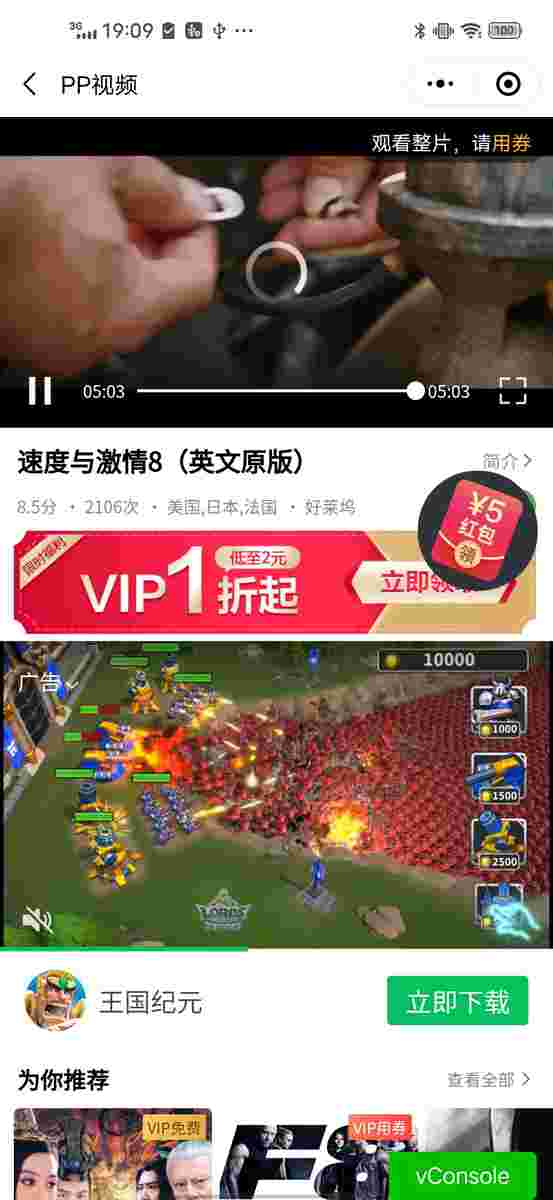 3G 19:09 100
PP视频
观看整片，请用券
05:03 05:03
速度与激情8（英文原版）
简介
8.5分 · 2106次 · 美国,日本,法国 · 好莱坞
¥5
红包
领
限时福利
VIP1折起
低至2元
立即领
广告
10000
1000
1500
2500
LORDS
王国纪元
立即下载
为你推荐
查看全部
VIP免费
F8
VIP用券
vConsole